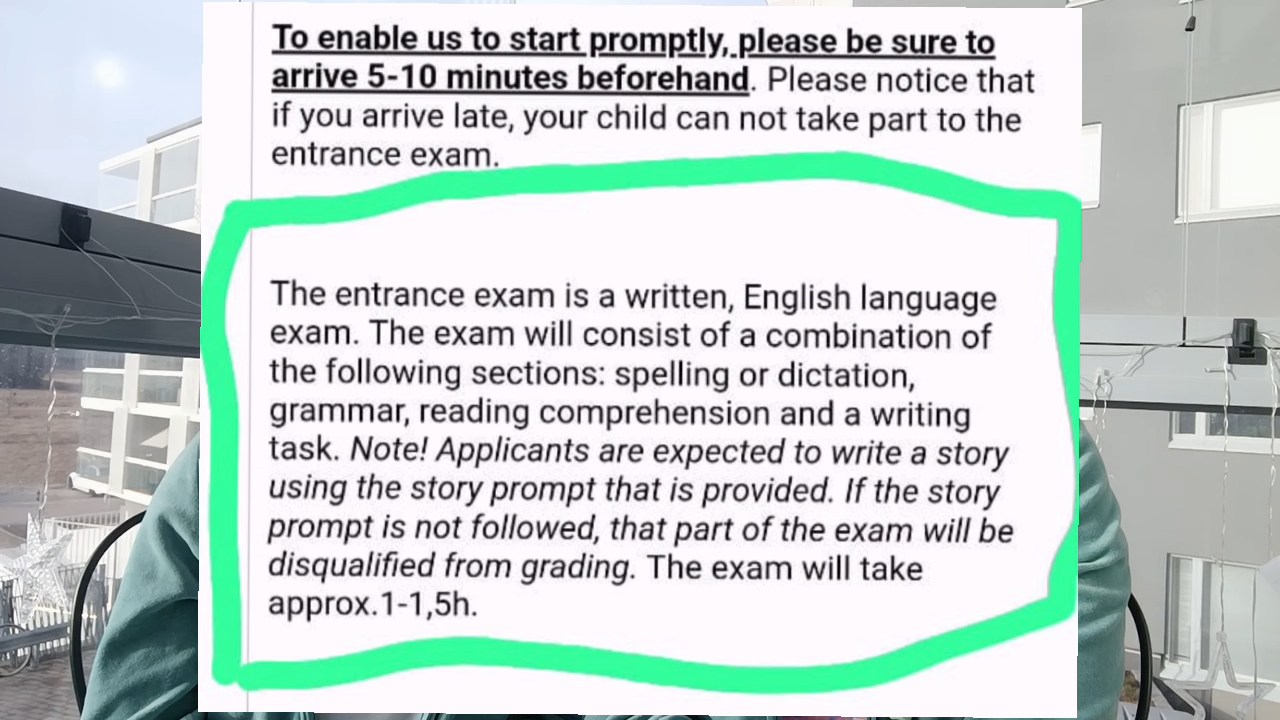 To enable us to start promptly, please be sure to
arrive 5-10 minutes beforehand. Please notice that
if you arrive late, your child can not take part to the
entrance exam.
The entrance exam is a written, English language
exam. The exam will consist of a combination of
the following sections: spelling or dictation,
grammar, reading comprehension and a writing
task. Note! Applicants are expected to write a story
using the story prompt that is provided. If the story
prompt is not followed, that part of the exam will be
disqualified from grading. The exam will take
approx.1-1,5h.